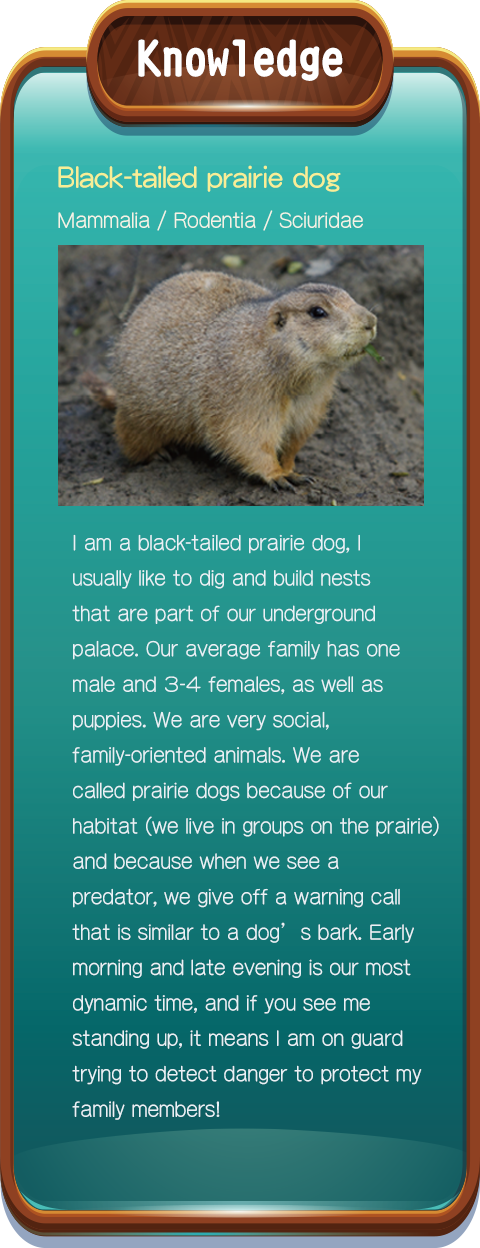 Knowledge
Black-tailed prairie dog
Mammalia / Rodentia / Sciuridae
I am a black-tailed prairie dog, I
usually like to dig and build nests
that are part of our underground
palace. Our average family has one
male and 3-4 females, as well as
puppies. We are very social,
family-oriented animals. We are
called prairie dogs because of our
habitat (we live in groups on the prairie)
and because when we see a
predator, we give off a warning call
that is similar to a dog’s bark. Early
morning and late evening is our most
dynamic time, and if you see me
standing up, it means I am on guard
trying to detect danger to protect my
family members!